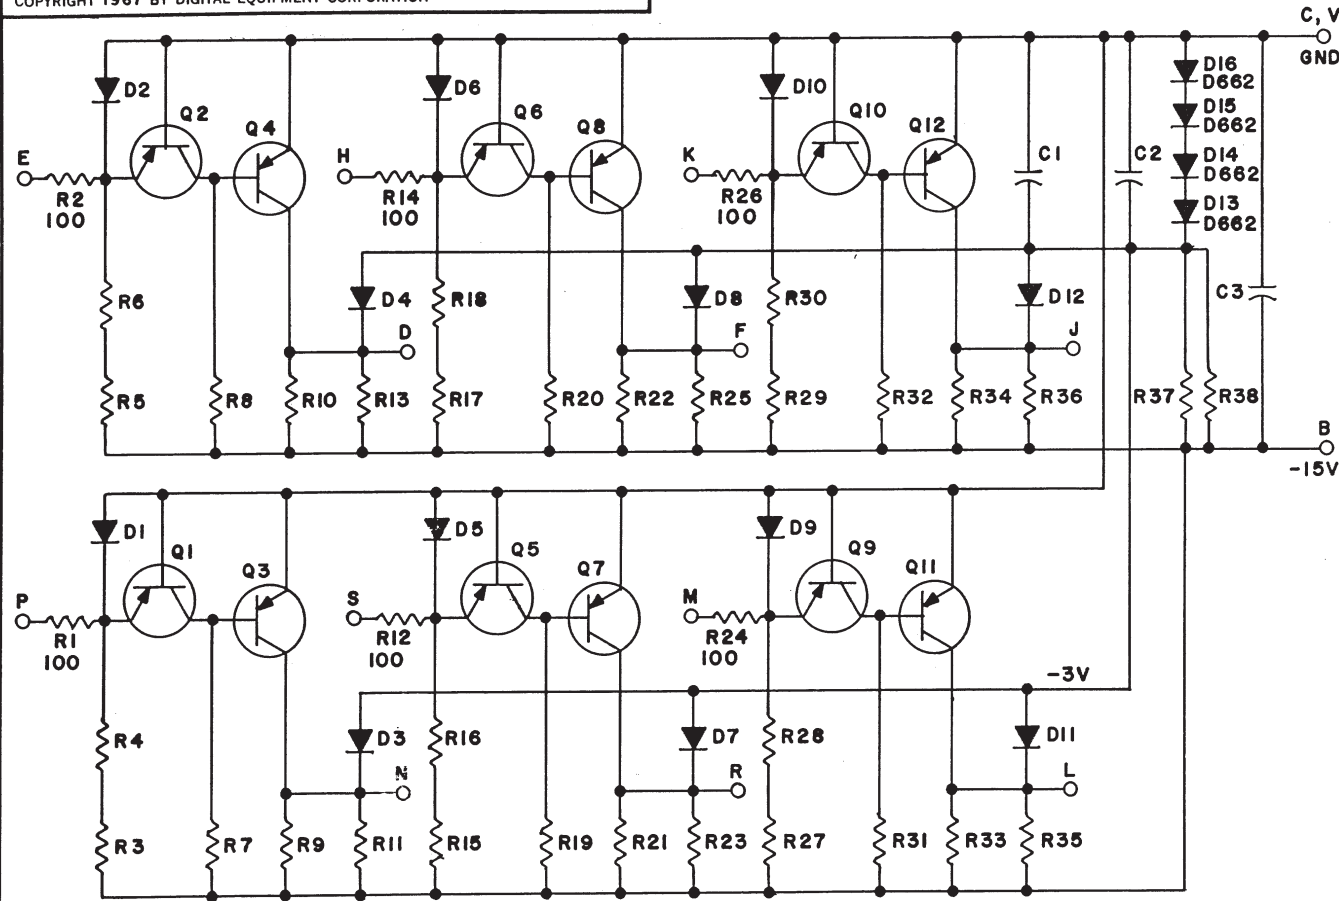 COPYRIGHT 1967 BY DIGITAL EQUIPMENT CORPORATION
C, V
GND
D2
Q2
Q4
D6
Q6
Q8
D10
Q10
Q12
C1
C2
D16
D662
D15
D662
D14
D662
D13
D662
E
R2
100
H
R14
100
K
R26
100
R6
D4
D
R18
D8
F
R30
D12
J
C3
R5
R8
R10
R13
R17
R20
R22
R25
R29
R32
R34
R36
R37
R38
B
-15V
D1
Q1
Q3
D5
Q5
Q7
D9
Q9
Q11
P
R1
100
S
R12
100
M
R24
100
-3V
R4
D3
N
R16
D7
R
R28
D11
L
R3
R7
R9
R11
R15
R19
R21
R23
R27
R31
R33
R35